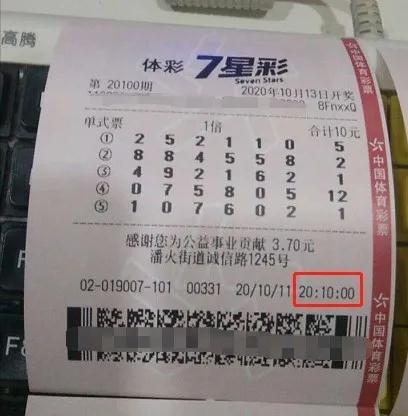 高腾
体彩 7星彩
Seven Stars
第 20100期 2020年10月13日开奖
8FnxxQ
单式票 1倍 合计10元
① 2 5 2 1 1 0 5
② 8 8 4 5 5 8 2
③ 4 9 2 1 6 2 1
④ 0 7 5 8 0 5 12
⑤ 1 0 7 6 0 2 1
感谢您为公益事业贡献 3.70元
潘火街道诚信路1245号
02-019007-101 00331 20/10/11 20:10:00
中国体育彩票
中国体育彩票
中国体育彩票